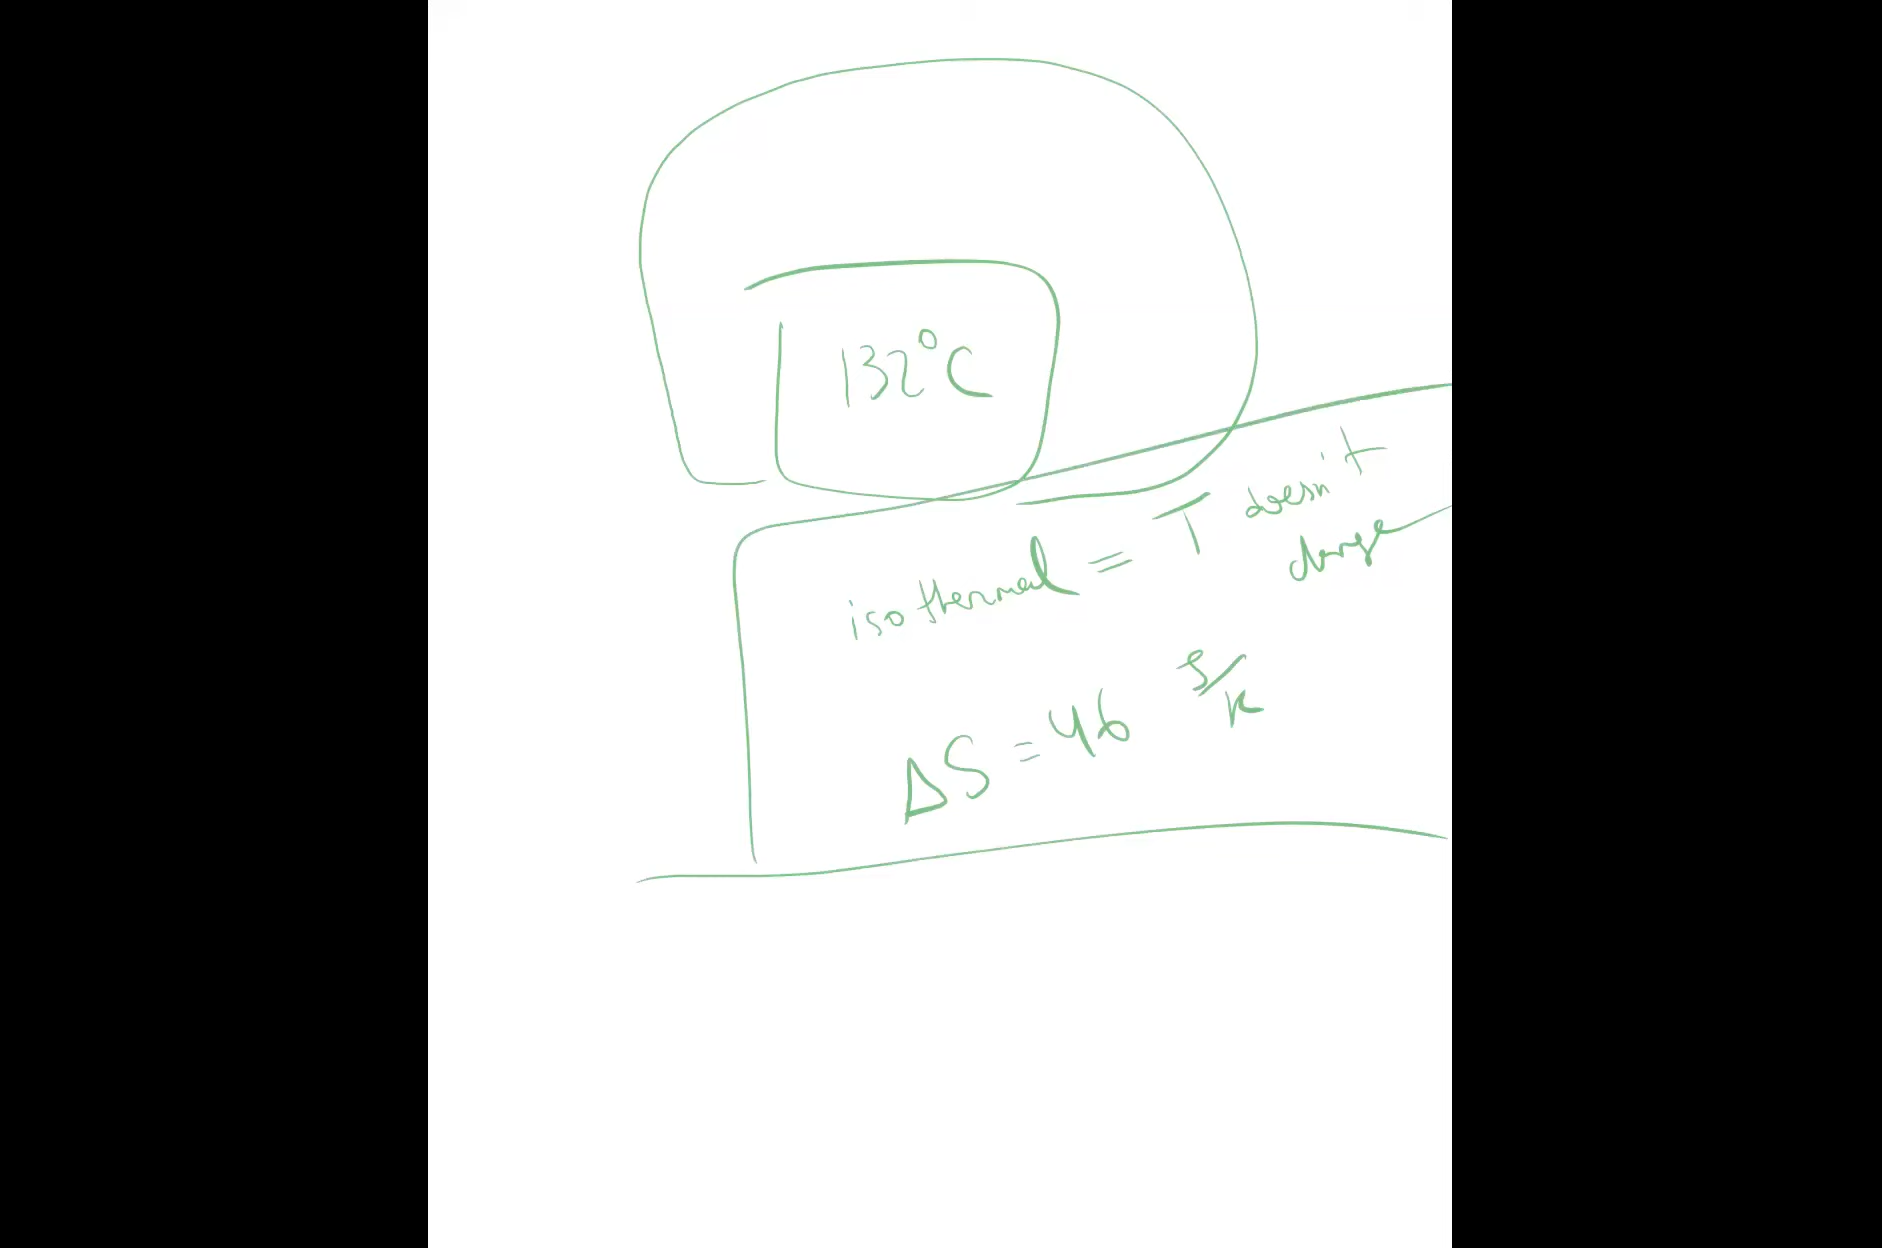 132°C
isothermal = T doesn't
change
ΔS = 46 J/K